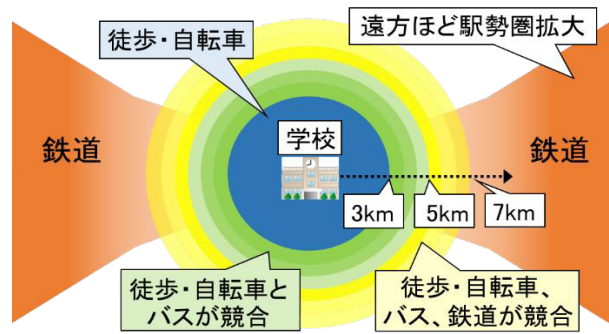 徒歩・自転車
遠方ほど駅勢圏拡大
学校
鉄道
鉄道
3km
5km
7km
徒歩・自転車と
バスが競合
徒歩・自転車、
バス、鉄道が競合